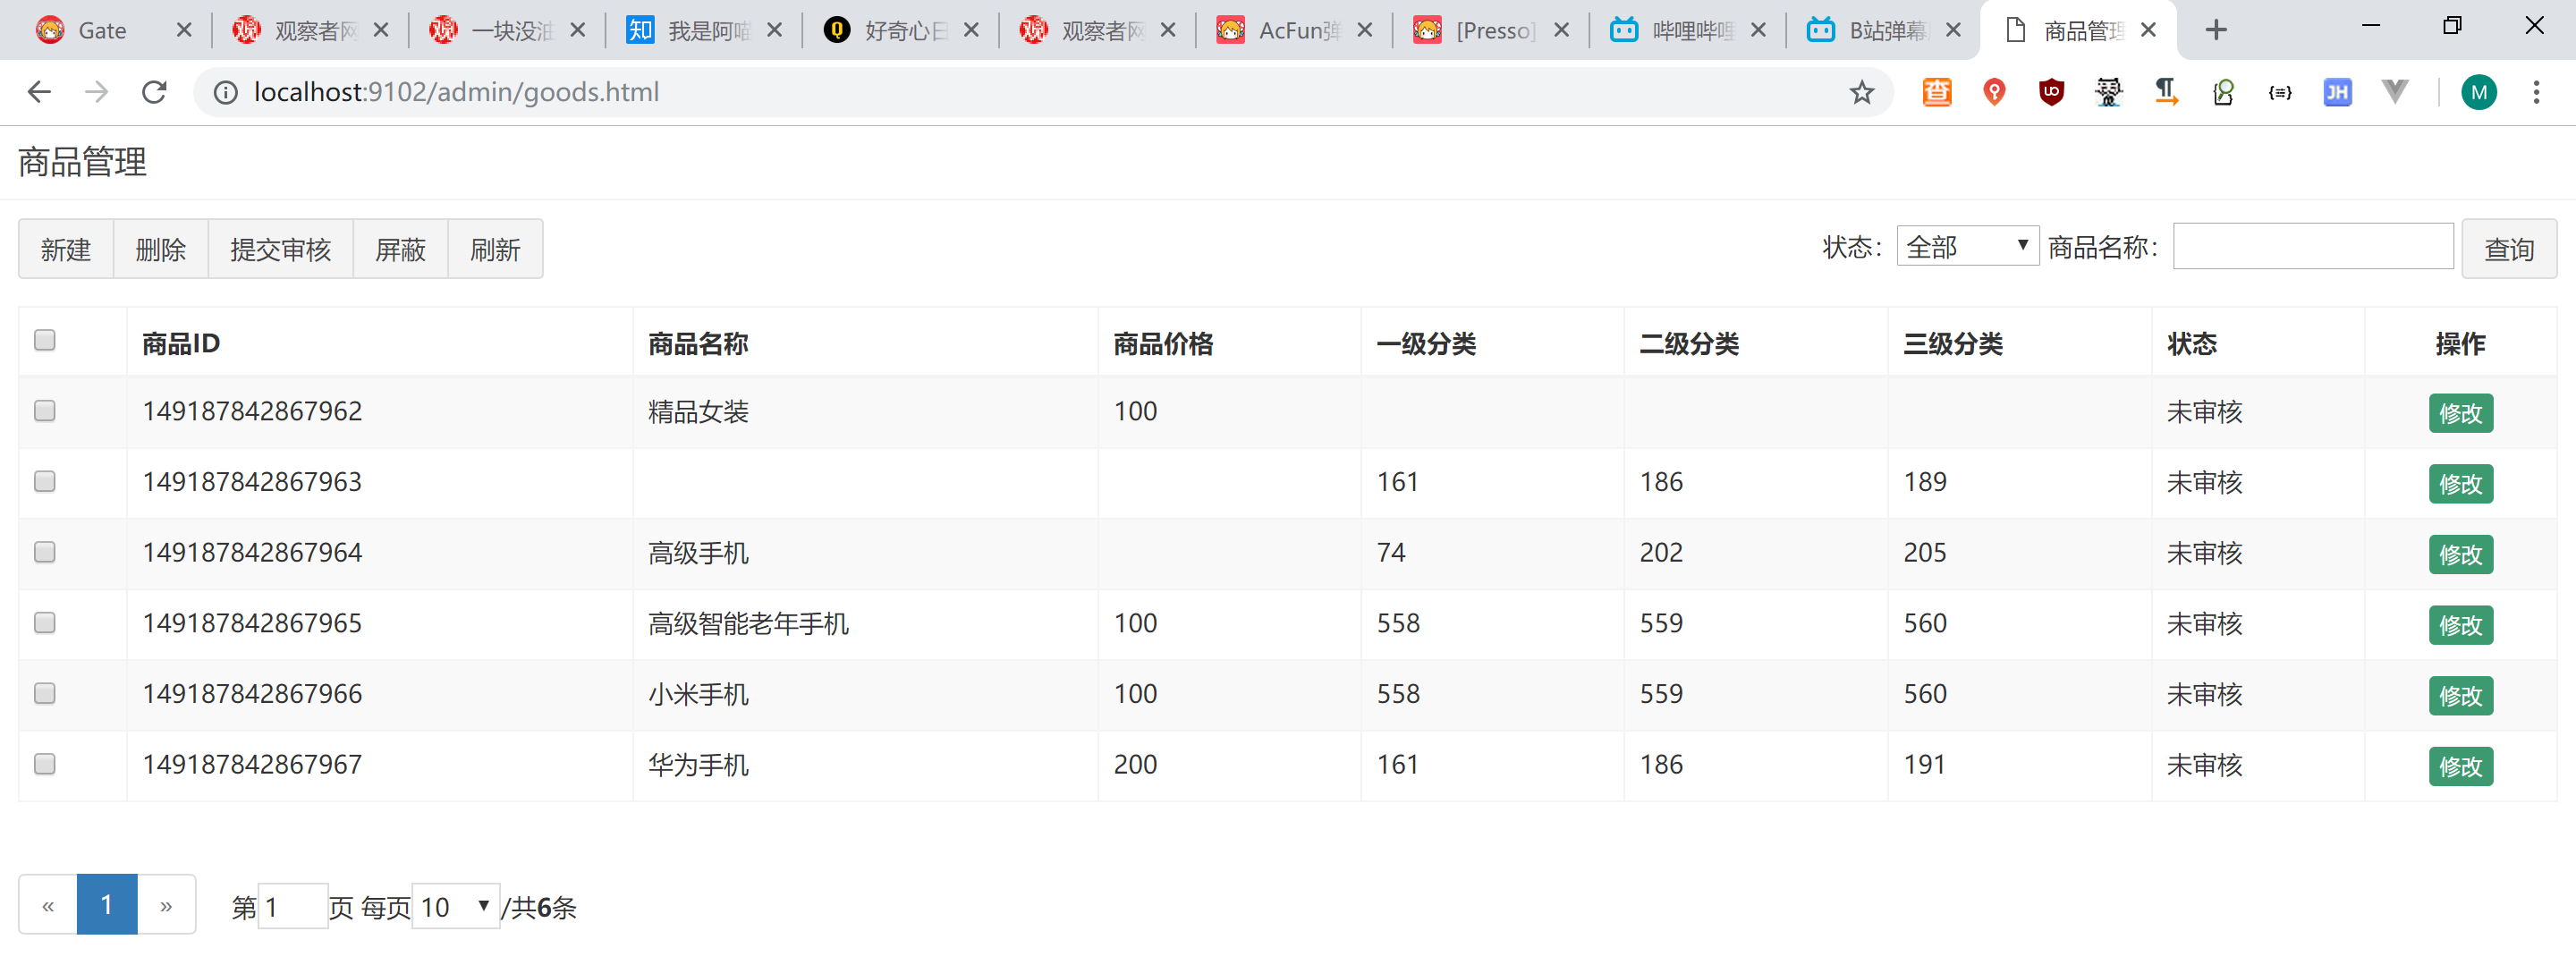 Gate 观察者网 一块没油 知 我是阿喵 Q 好奇心日 观察者网 AcFun弹 [Presso] 哔哩哔哩 B站弹幕 商品管理
localhost:9102/admin/goods.html 查 JH M
商品管理
新建 删除 提交审核 屏蔽 刷新 状态： 全部 商品名称： 查询
商品ID 商品名称 商品价格 一级分类 二级分类 三级分类 状态 操作
149187842867962 精品女装 100 未审核 修改
149187842867963 161 186 189 未审核 修改
149187842867964 高级手机 74 202 205 未审核 修改
149187842867965 高级智能老年手机 100 558 559 560 未审核 修改
149187842867966 小米手机 100 558 559 560 未审核 修改
149187842867967 华为手机 200 161 186 191 未审核 修改
« 1 » 第 1 页 每页 10 /共6条